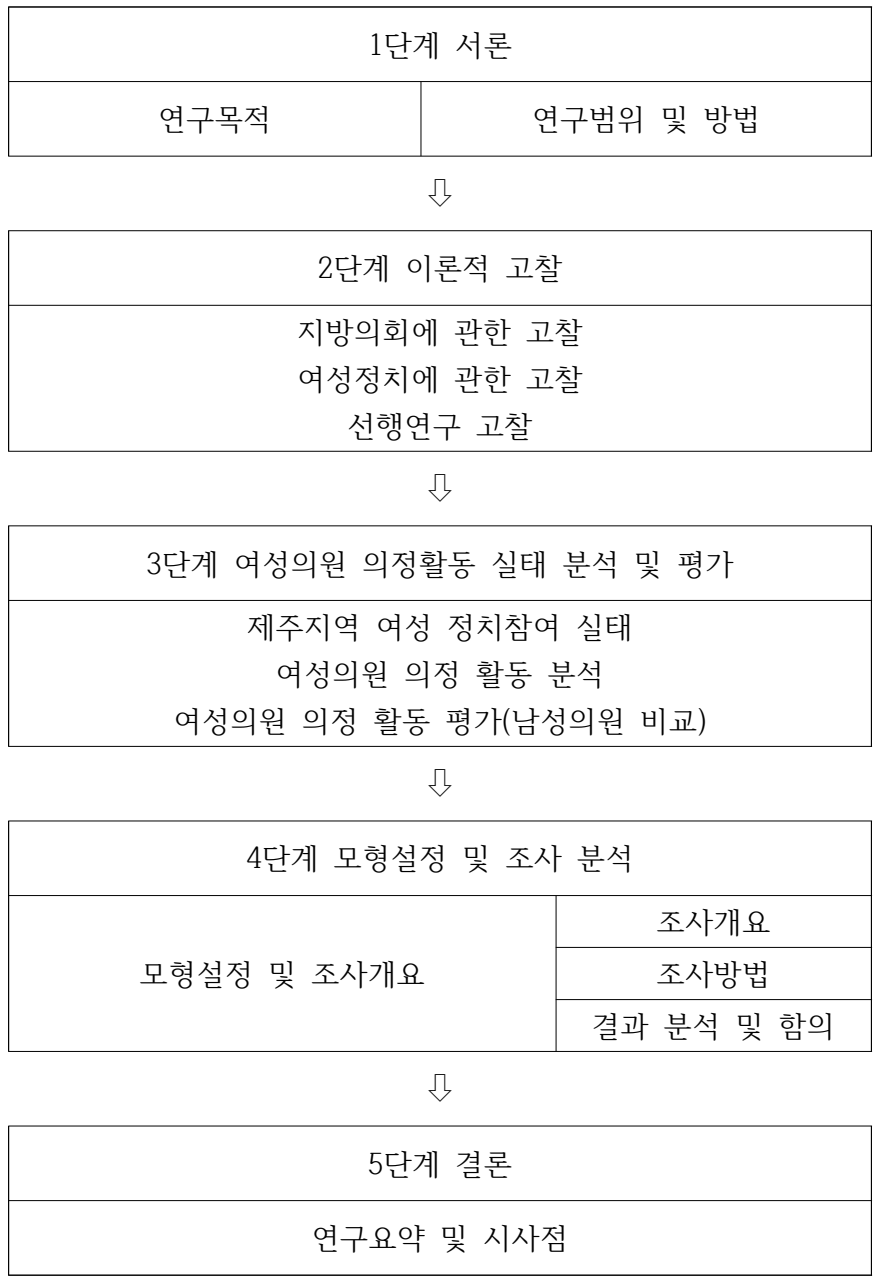 1단계 서론
연구목적
연구범위 및 방법
⇩
2단계 이론적 고찰
지방의회에 관한 고찰
여성정치에 관한 고찰
선행연구 고찰
⇩
3단계 여성의원 의정활동 실태 분석 및 평가
제주지역 여성 정치참여 실태
여성의원 의정 활동 분석
여성의원 의정 활동 평가(남성의원 비교)
⇩
4단계 모형설정 및 조사 분석
모형설정 및 조사개요
조사개요
조사방법
결과 분석 및 함의
⇩
5단계 결론
연구요약 및 시사점